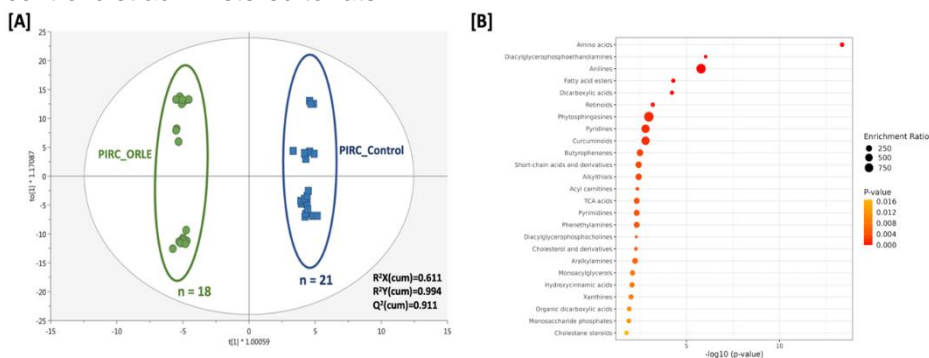 [A]
25
20
15
10
5
0
-5
-10
-15
-20
-25
to[1] * 1.17087
PIRC_ORLE
PIRC_Control
n = 18
n = 21
R²X(cum)=0.611
R²Y(cum)=0.994
Q²(cum)=0.911
-15
-10
-5
0
5
10
15
t[1] * 1.00059
[B]
Amino acids
Diacylglycerophosphoethanolamines
Anilines
Fatty acid esters
Dicarboxylic acids
Retinoids
Phytosphingosines
Pyridines
Curcuminoids
Butyrophenones
Short-chain acids and derivatives
Alkylthiols
Acyl carnitines
TCA acids
Pyrimidines
Phenethylamines
Diacylglycerophosphocholines
Cholesterol and derivatives
Aralkylamines
Monoacylglycerols
Hydroxycinnamic acids
Xanthines
Organic dicarboxylic acids
Monosaccharide phosphates
Cholestane steroids
5
10
-log10 (p-value)
Enrichment Ratio
250
500
750
P-value
0.016
0.012
0.008
0.004
0.000